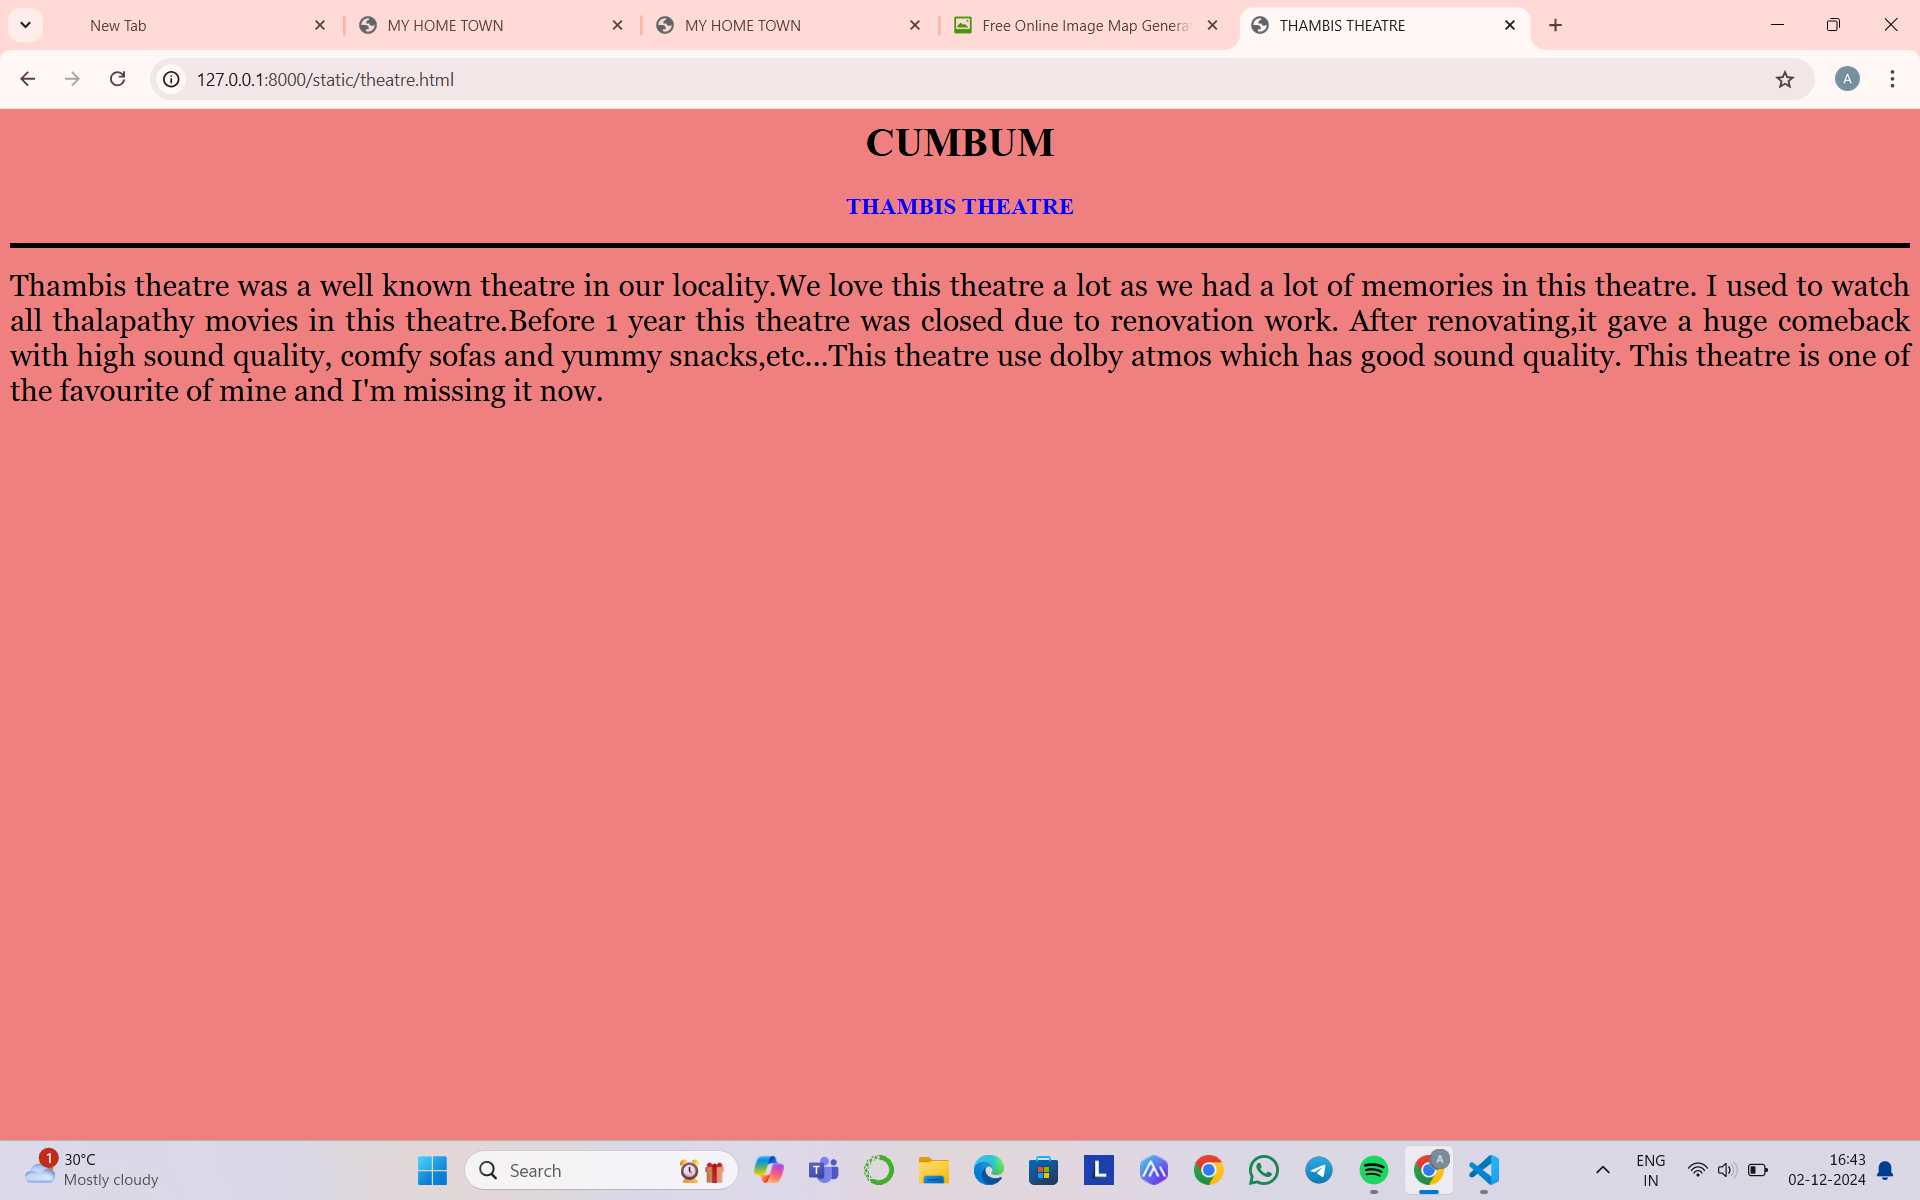 New Tab
MY HOME TOWN
MY HOME TOWN
Free Online Image Map Genera
THAMBIS THEATRE
127.0.0.1:8000/static/theatre.html
A
CUMBUM
THAMBIS THEATRE
Thambis theatre was a well known theatre in our locality.We love this theatre a lot as we had a lot of memories in this theatre. I used to watch
all thalapathy movies in this theatre.Before 1 year this theatre was closed due to renovation work. After renovating,it gave a huge comeback
with high sound quality, comfy sofas and yummy snacks,etc...This theatre use dolby atmos which has good sound quality. This theatre is one of
the favourite of mine and I'm missing it now.
1
30°C
Mostly cloudy
Search
T
L
A
ENG
IN
16:43
02-12-2024